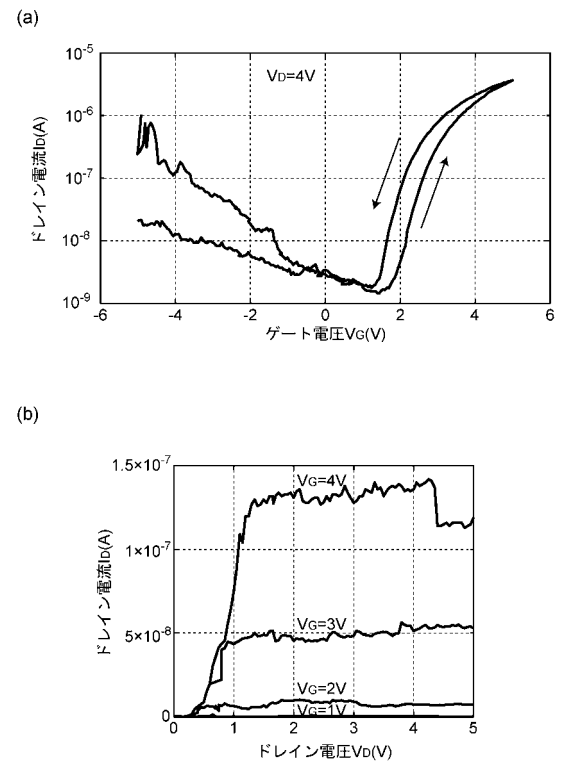 (a)
VD=4V
10-5
10-6
10-7
10-8
10-9
ドレイン電流ID(A)
-6 -4 -2 0 2 4 6
ゲート電圧VG(V)
(b)
1.5×10-7
1×10-7
5×10-8
0
ドレイン電流ID(A)
VG=4V
VG=3V
VG=2V
VG=1V
0 1 2 3 4 5
ドレイン電圧VD(V)